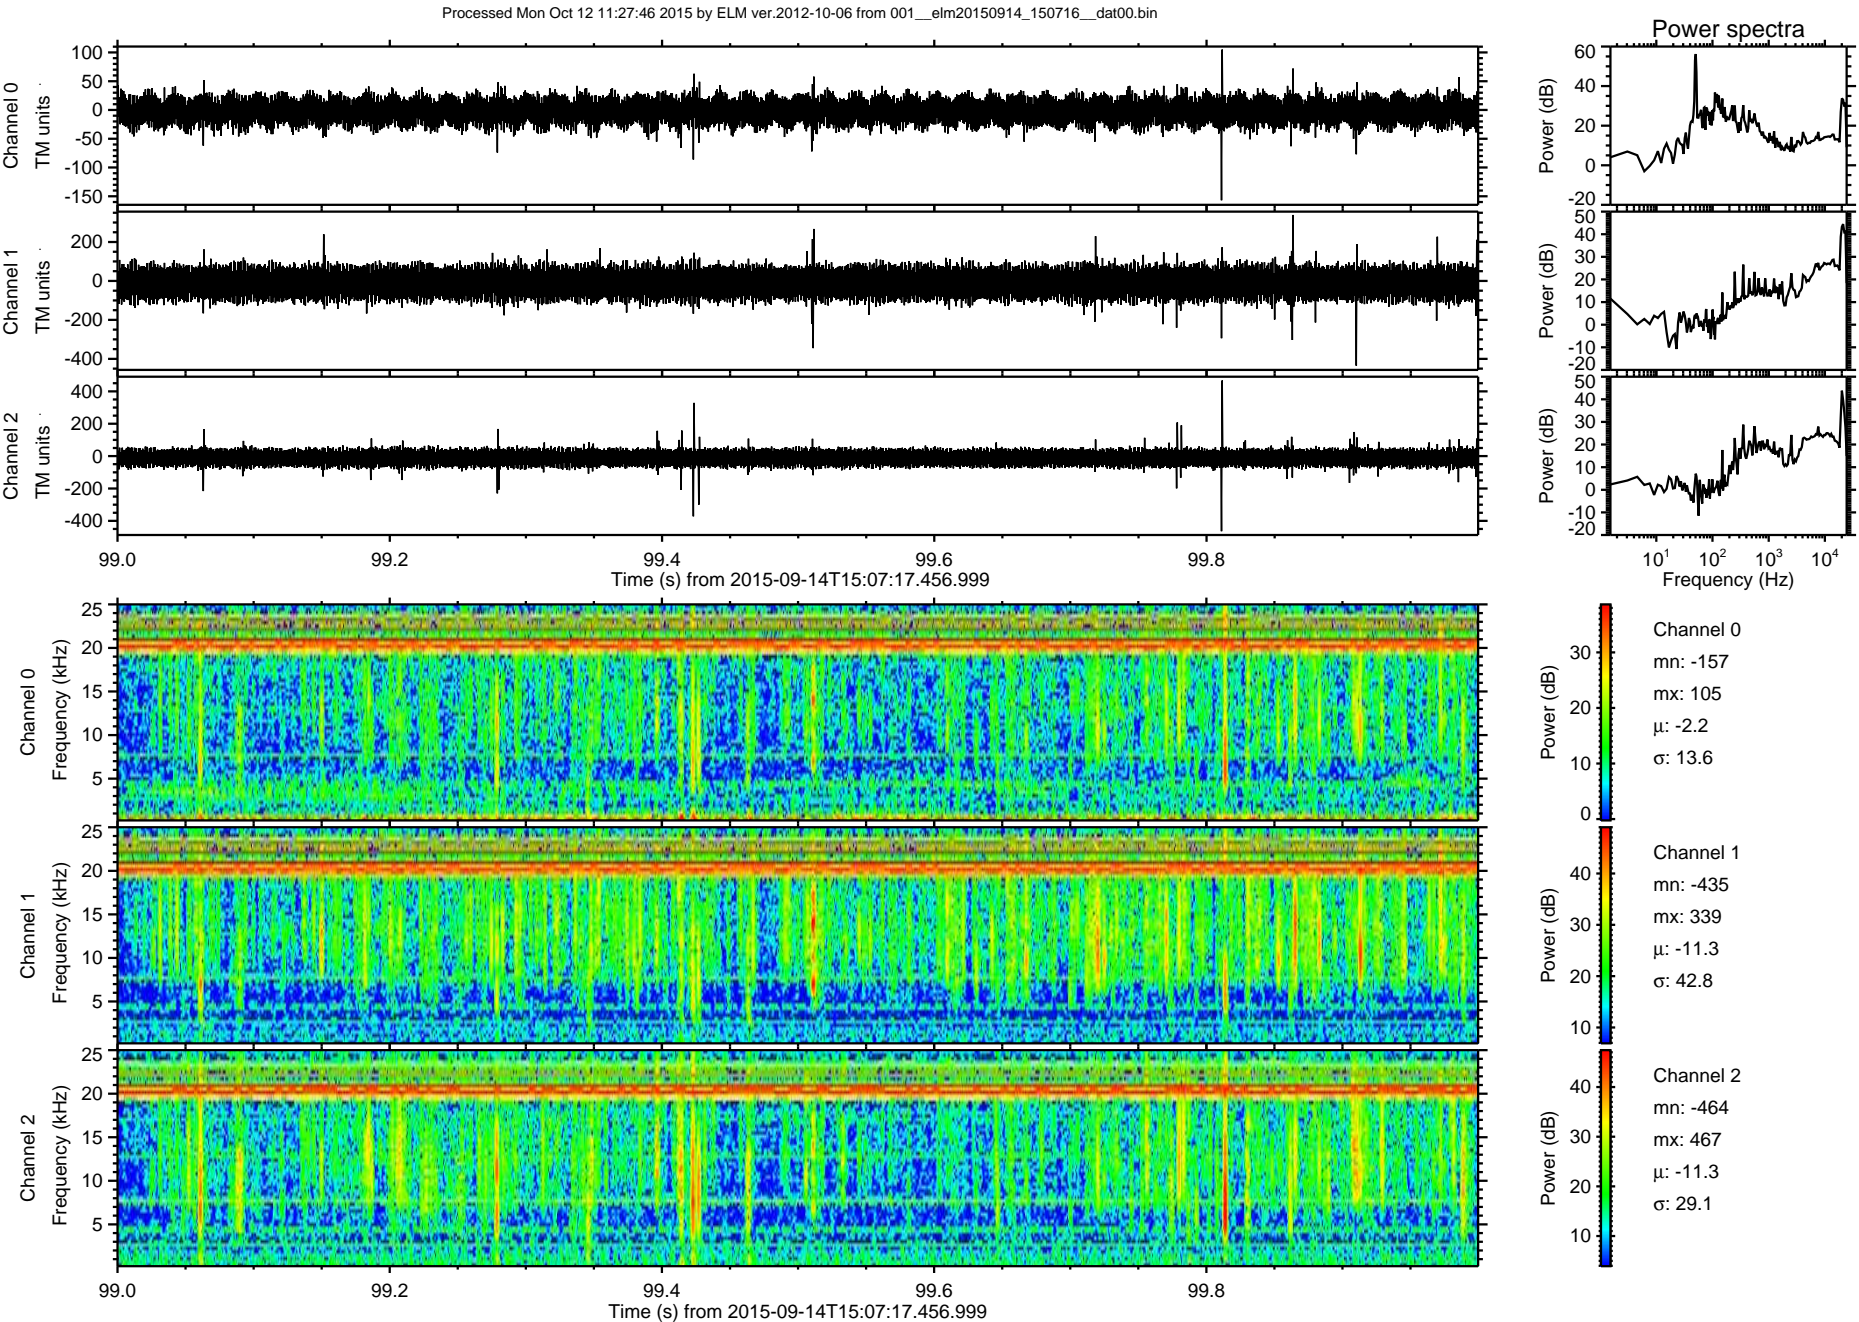 Processed Mon Oct 12 11:27:46 2015 by ELM ver.2012-10-06 from 001__elm20150914_150716__dat00.bin
Power spectra
Channel 0
TM units
100
50
0
-50
-100
-150
Power (dB)
60
40
20
0
-20
Channel 1
TM units
200
0
-200
-400
Power (dB)
50
40
30
20
10
0
-10
-20
Channel 2
TM units
400
200
0
-200
-400
Power (dB)
50
40
30
20
10
0
-10
-20
99.0 99.2 99.4 99.6 99.8
Time (s) from 2015-09-14T15:07:17.456.999
10^1 10^2 10^3 10^4
Frequency (Hz)
Channel 0
Frequency (kHz)
25
20
15
10
5
Power (dB)
30
20
10
0
Channel 0
mn: -157
mx: 105
μ: -2.2
σ: 13.6
Channel 1
Frequency (kHz)
25
20
15
10
5
Power (dB)
40
30
20
10
Channel 1
mn: -435
mx: 339
μ: -11.3
σ: 42.8
Channel 2
Frequency (kHz)
25
20
15
10
5
Power (dB)
40
30
20
10
Channel 2
mn: -464
mx: 467
μ: -11.3
σ: 29.1
99.0 99.2 99.4 99.6 99.8
Time (s) from 2015-09-14T15:07:17.456.999